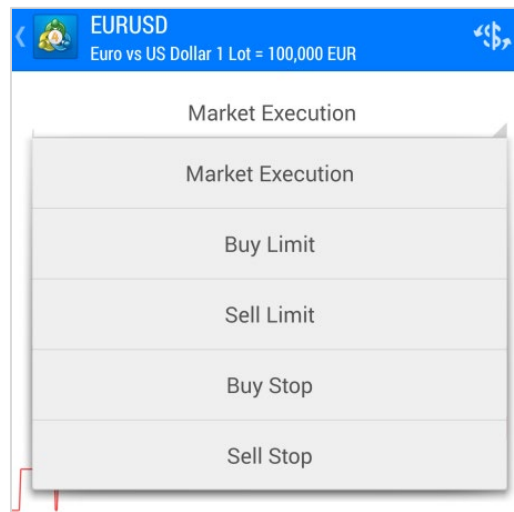 EURUSD
Euro vs US Dollar 1 Lot = 100,000 EUR
Market Execution
Market Execution
Buy Limit
Sell Limit
Buy Stop
Sell Stop